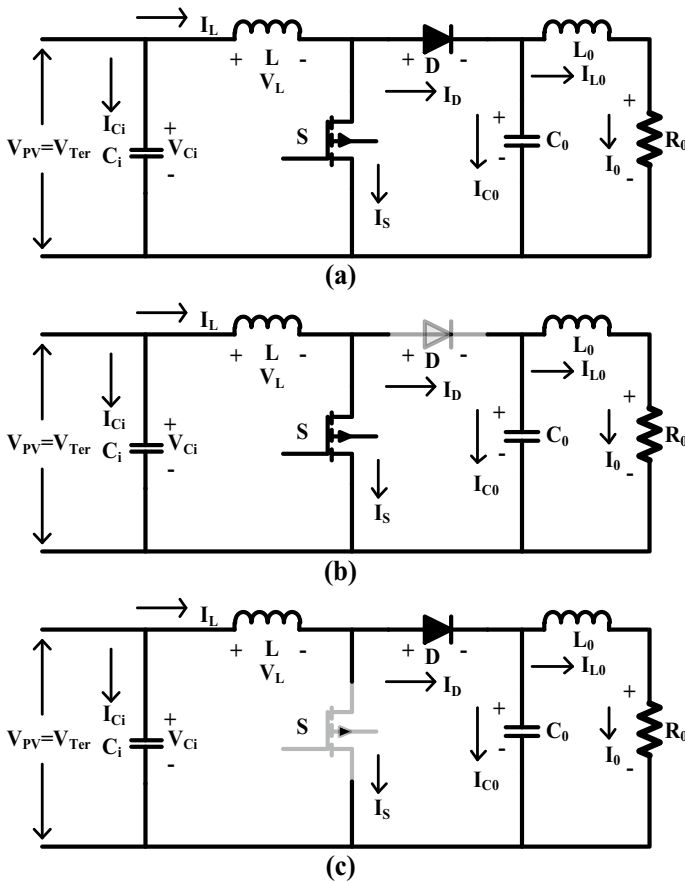 I_L
L
V_L
+ -
+ D -
I_D
L_0
I_L0
I_Ci
V_PV=V_Ter
C_i
+
V_Ci
-
S
I_S
+
-
I_C0
C_0
+
I_0
-
R_0
(a)
I_L
L
V_L
+ -
+ D -
I_D
L_0
I_L0
I_Ci
V_PV=V_Ter
C_i
+
V_Ci
-
S
I_S
+
-
I_C0
C_0
+
I_0
-
R_0
(b)
I_L
L
V_L
+ -
+ D -
I_D
L_0
I_L0
I_Ci
V_PV=V_Ter
C_i
+
V_Ci
-
S
I_S
+
-
I_C0
C_0
+
I_0
-
R_0
(c)